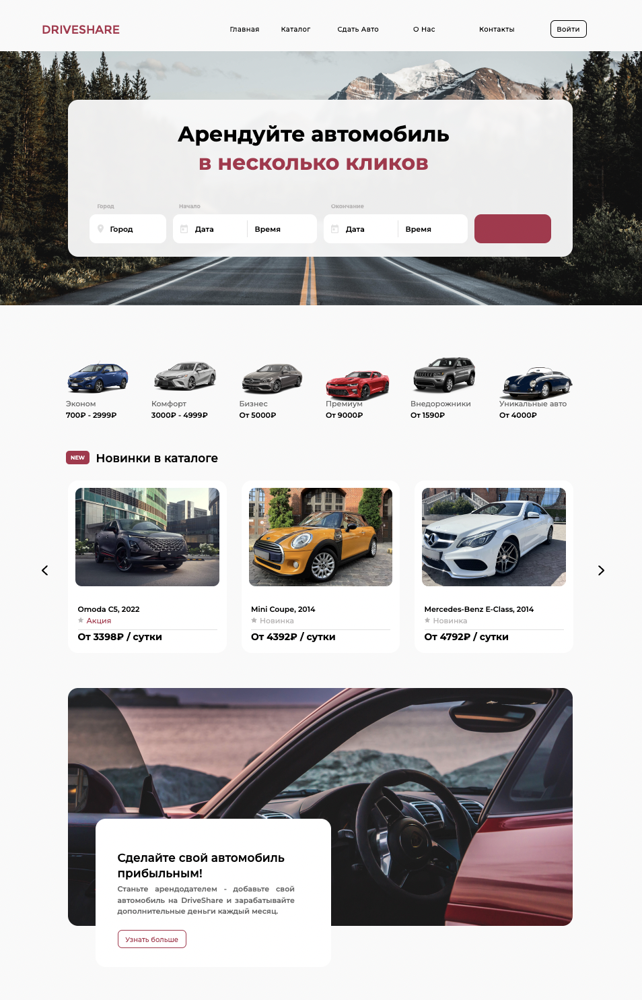 DRIVESHARE
Главная
Каталог
Сдать Авто
О Нас
Контакты
Войти
Арендуйте автомобиль
в несколько кликов
Город
Начало
Окончание
Город
Дата
Время
Дата
Время
Эконом
700₽ - 2999₽
Комфорт
3000₽ - 4999₽
Бизнес
От 5000₽
Премиум
От 9000₽
Внедорожники
От 1590₽
Уникальные авто
От 4000₽
NEW
Новинки в каталоге
Omoda C5, 2022
Акция
От 3398₽ / сутки
Mini Coupe, 2014
Новинка
От 4392₽ / сутки
Mercedes-Benz E-Class, 2014
Новинка
От 4792₽ / сутки
Сделайте свой автомобиль
прибыльным!
Станьте арендодателем - добавьте свой
автомобиль на DriveShare и зарабатывайте
дополнительные деньги каждый месяц.
Узнать больше